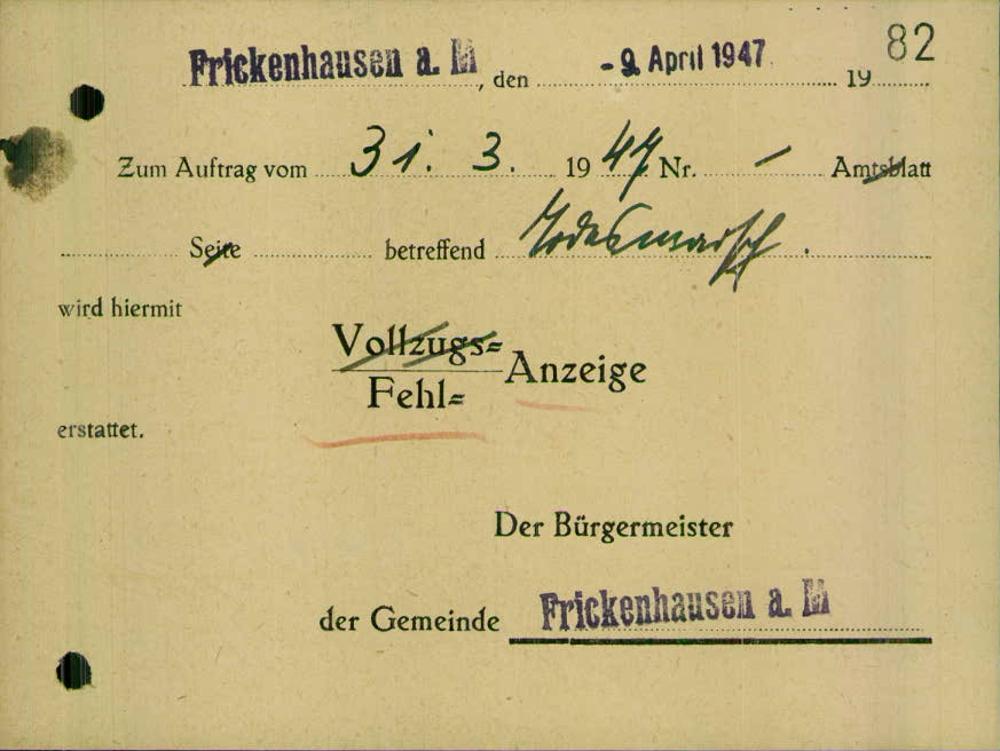 82
Frickenhausen a. M, den - 9. April 1947 19
Zum Auftrag vom 31. 3. 1947 Nr. – Amtsblatt
Seite betreffend Todesmarsch.
wird hiermit
Vollzugs=
Anzeige
Fehl=
erstattet.
Der Bürgermeister
der Gemeinde Frickenhausen a. M